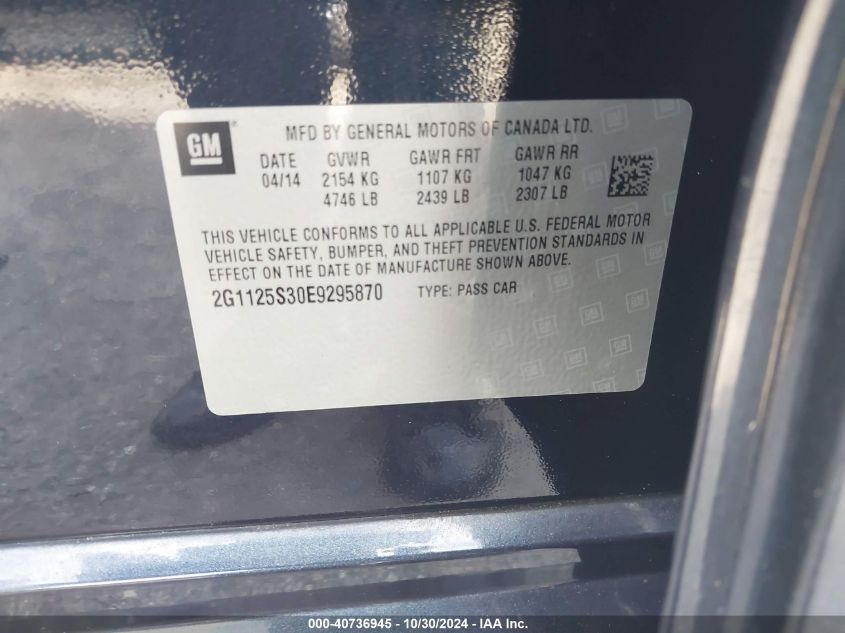 GM
MFD BY GENERAL MOTORS OF CANADA LTD.
DATE GVWR GAWR FRT GAWR RR
04/14 2154 KG 1107 KG 1047 KG
4746 LB 2439 LB 2307 LB
THIS VEHICLE CONFORMS TO ALL APPLICABLE U.S. FEDERAL MOTOR
VEHICLE SAFETY, BUMPER, AND THEFT PREVENTION STANDARDS IN
EFFECT ON THE DATE OF MANUFACTURE SHOWN ABOVE.
2G1125S30E9295870 TYPE: PASS CAR
000-40736945 - 10/30/2024 - IAA Inc.